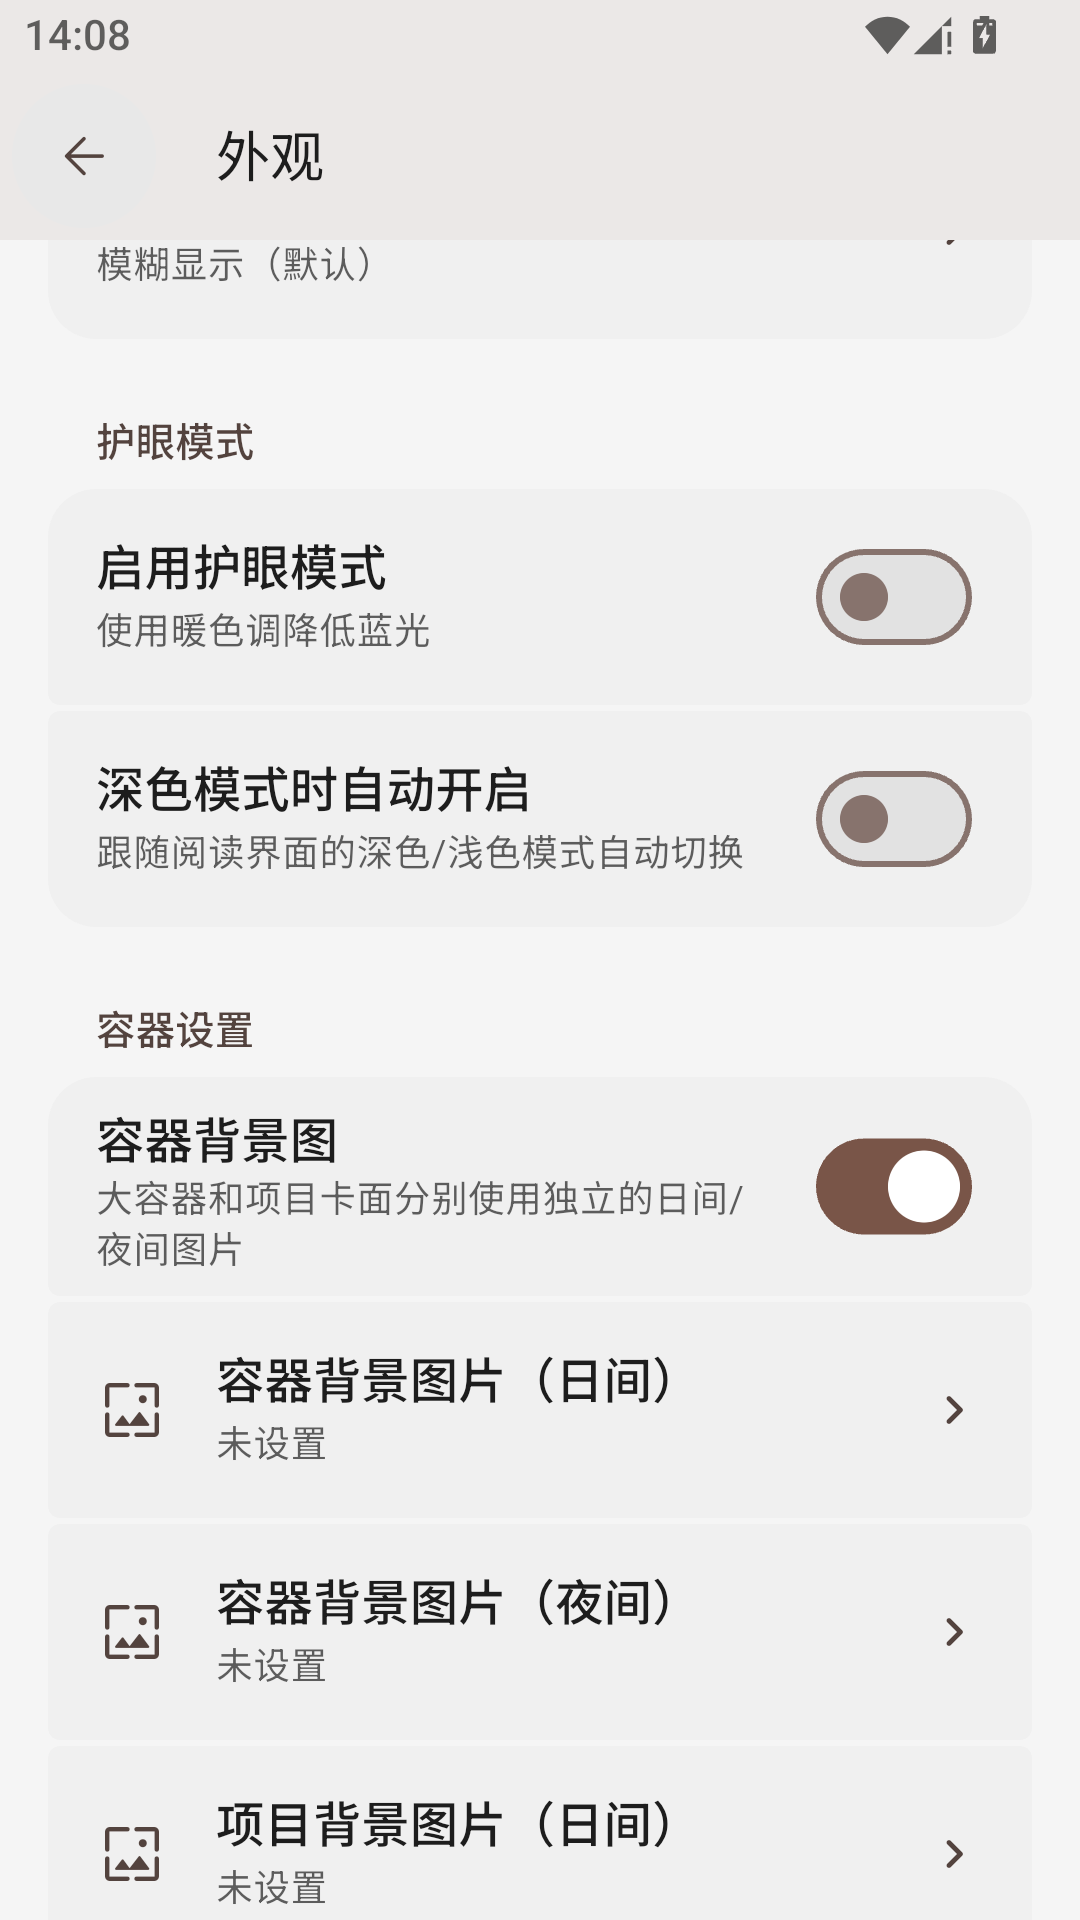 14:08
外观
模糊显示（默认）
护眼模式
启用护眼模式
使用暖色调降低蓝光
深色模式时自动开启
跟随阅读界面的深色/浅色模式自动切换
容器设置
容器背景图
大容器和项目卡面分别使用独立的日间/
夜间图片
容器背景图片（日间）
未设置
容器背景图片（夜间）
未设置
项目背景图片（日间）
未设置